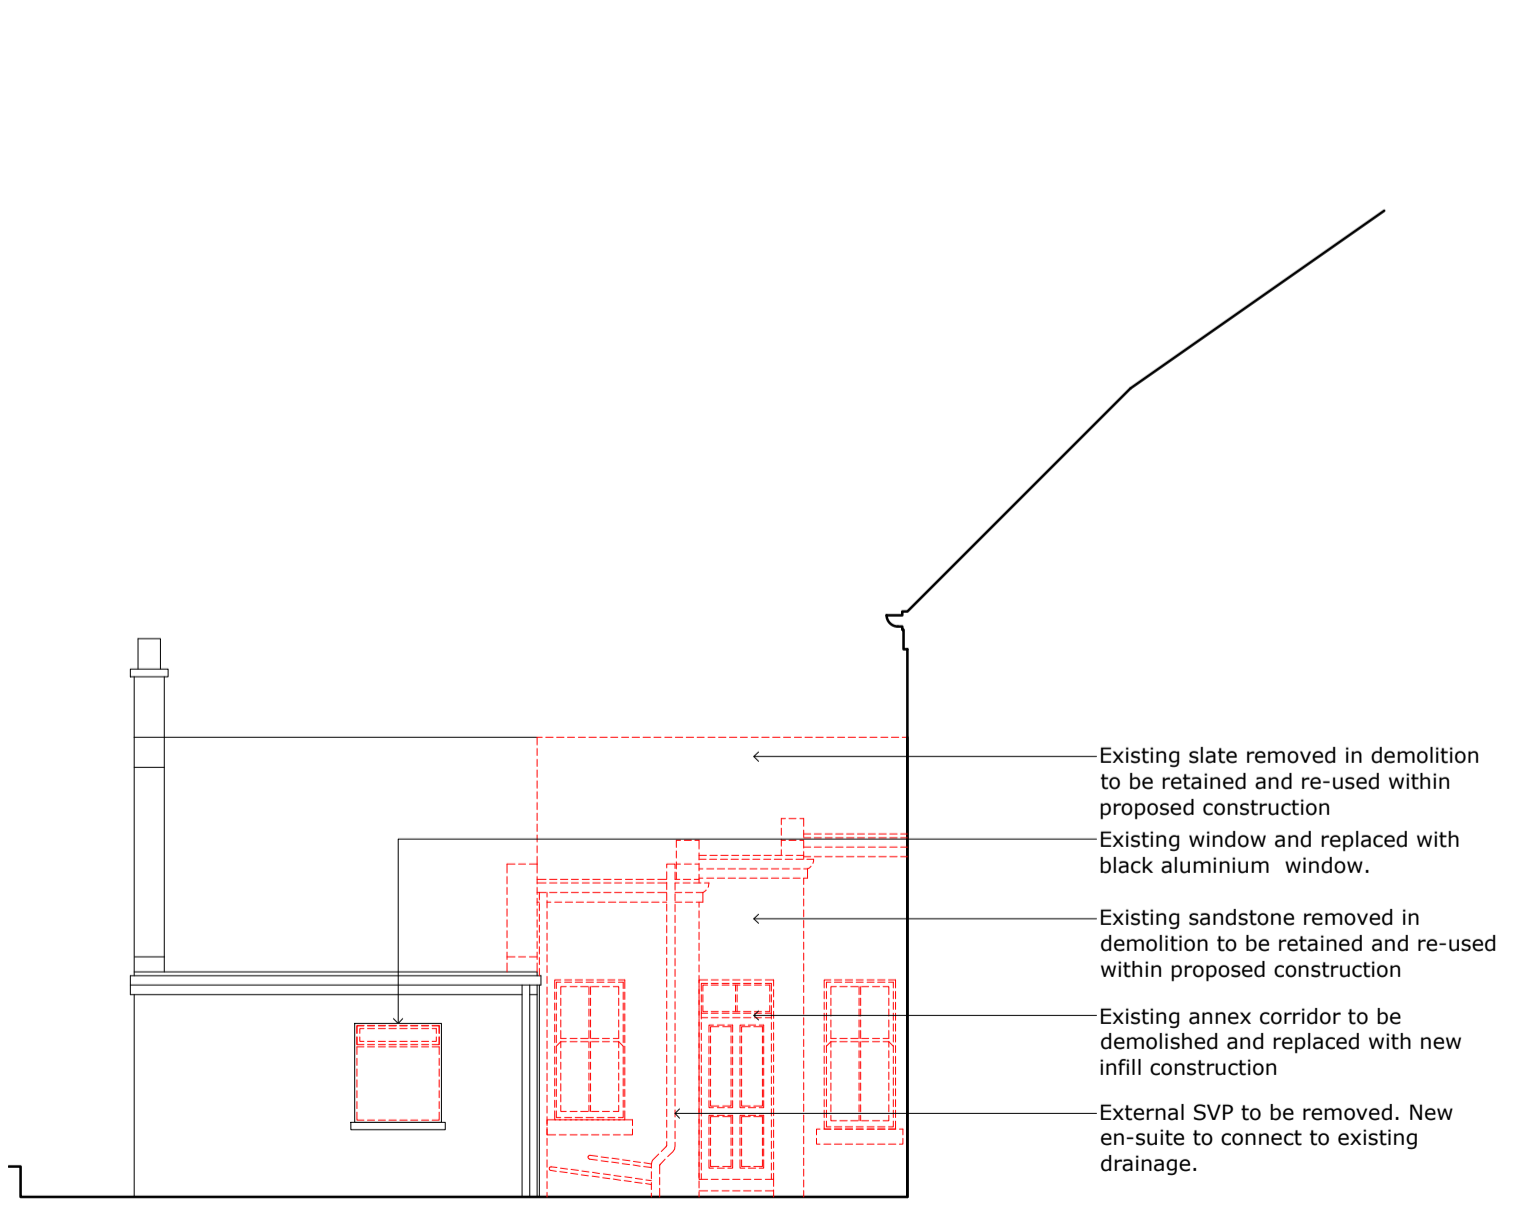 Existing slate removed in demolition
to be retained and re-used within
proposed construction
Existing window and replaced with
black aluminium  window.
Existing sandstone removed in
demolition to be retained and re-used
within proposed construction
Existing annex corridor to be
demolished and replaced with new
infill construction
External SVP to be removed. New
en-suite to connect to existing
drainage.